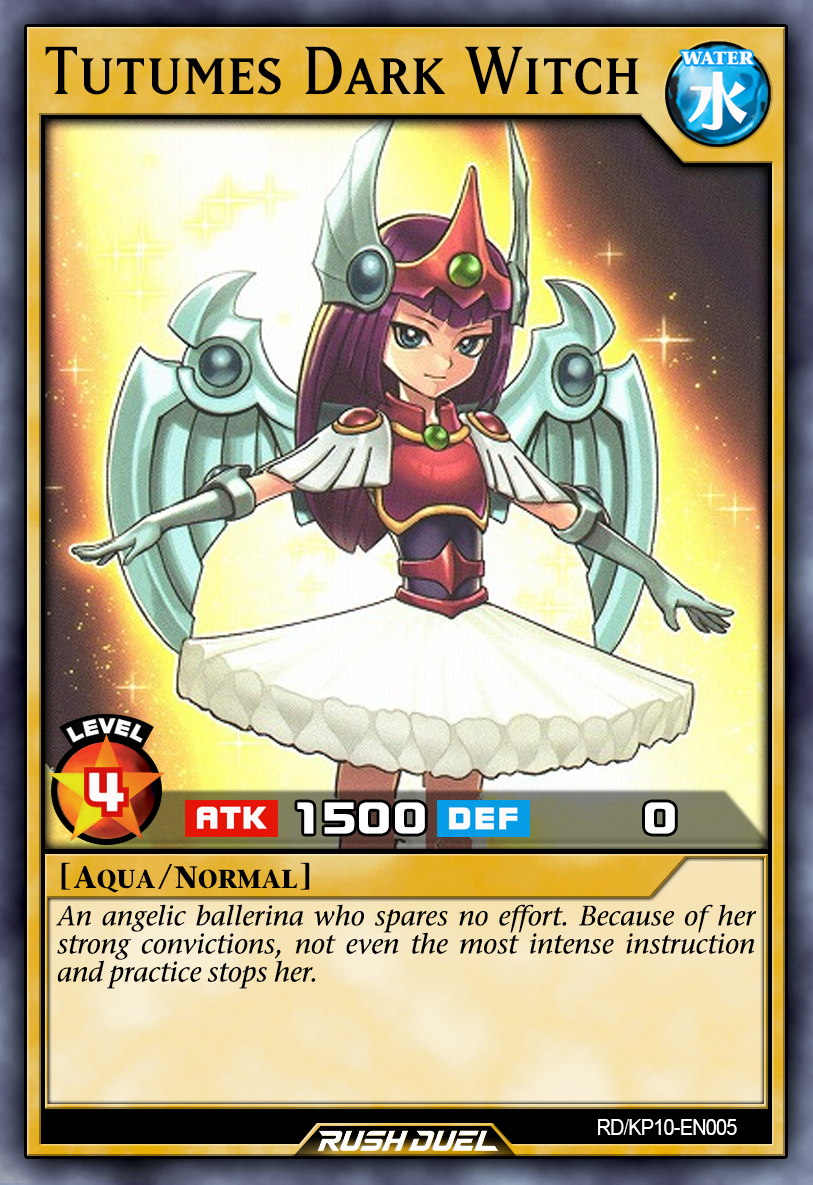 Tutumes Dark Witch
WATER
水
LEVEL
4
ATK 1500 DEF 0
[Aqua/Normal]
An angelic ballerina who spares no effort. Because of her
strong convictions, not even the most intense instruction
and practice stops her.
RD/KP10-EN005
RUSH DUEL